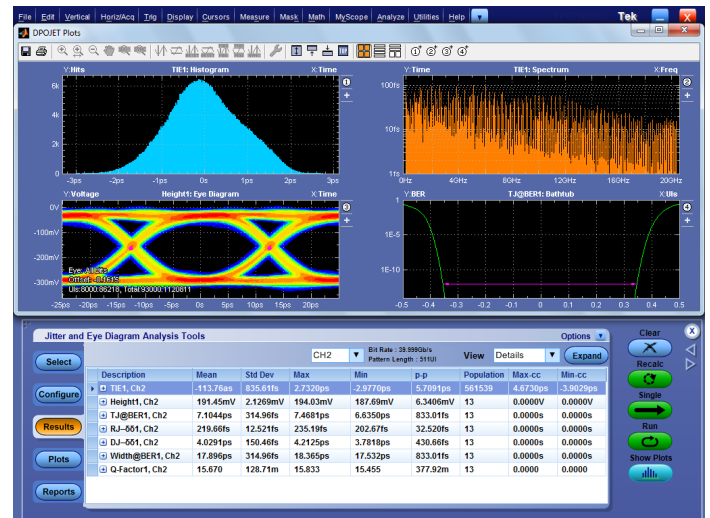 File Edit Vertical Horiz/Acq Trig Display Cursors Measure Mask Math MyScope Analyze Utilities Help Tek
DPOJET Plots
Y:Hits TIE1: Histogram X:Time
6k
4k
2k
0
-3ps -2ps -1ps 0s 1ps 2ps 3ps
Y:Time TIE1: Spectrum X:Freq
100fs
10fs
1fs
0Hz 4GHz 8GHz 12GHz 16GHz 20GHz
Y:Voltage Height1: Eye Diagram X:Time
0V
-100mV
-200mV
-300mV
Eye: All Bits
Offset: -0.1615
UIs:8000:86218, Total:93000:1120611
-25ps -20ps -15ps -10ps -5ps 0s 5ps 10ps 15ps 20ps
Y:BER TJ@BER1: Bathtub X:UIs
1
1E-5
1E-10
-0.5 -0.4 -0.3 -0.2 -0.1 0 0.1 0.2 0.3 0.4 0.5
Jitter and Eye Diagram Analysis Tools
Options
Clear
Select
CH2
Bit Rate : 39.999Gb/s
Pattern Length : 511UI
View Details Expand
Recalc
Description Mean Std Dev Max Min p-p Population Max-cc Min-cc
TIE1, Ch2 -113.76as 835.61fs 2.7320ps -2.9770ps 5.7091ps 561539 4.6730ps -3.9029ps
Height1, Ch2 191.45mV 2.1269mV 194.03mV 187.69mV 6.3406mV 13 0.0000V 0.0000V
TJ@BER1, Ch2 7.1044ps 314.96fs 7.4681ps 6.6350ps 833.01fs 13 0.0000s 0.0000s
RJ–δδ1, Ch2 219.66fs 12.521fs 235.19fs 202.67fs 32.520fs 13 0.0000s 0.0000s
DJ–δδ1, Ch2 4.0291ps 150.46fs 4.2125ps 3.7818ps 430.66fs 13 0.0000s 0.0000s
Width@BER1, Ch2 17.896ps 314.96fs 18.365ps 17.532ps 833.01fs 13 0.0000s 0.0000s
Q-Factor1, Ch2 15.670 128.71m 15.833 15.455 377.92m 13 0.0000 0.0000
Configure
Results
Plots
Reports
Single
Run
Show Plots